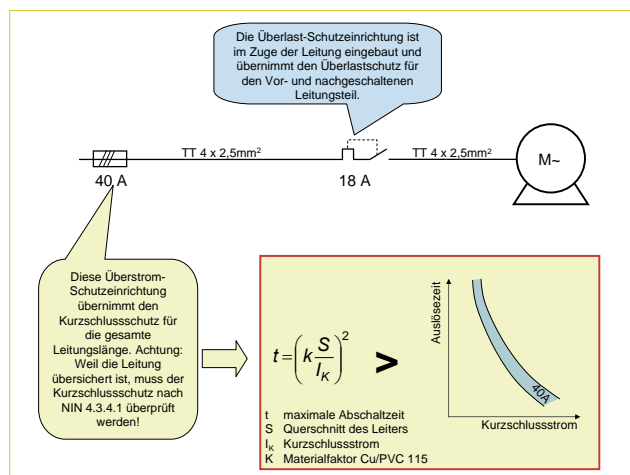 Die Überlast-Schutzeinrichtung ist
im Zuge der Leitung eingebaut und
übernimmt den Überlastschutz für
den Vor- und nachgeschaltenen
Leitungsteil.
TT 4 x 2,5mm²
TT 4 x 2,5mm²
M~
40 A
18 A
Diese Überstrom-
Schutzeinrichtung
übernimmt den
Kurzschlussschutz für
die gesamte
Leitungslänge. Achtung:
Weil die Leitung
übersichert ist, muss der
Kurzschlussschutz nach
NIN 4.3.4.1 überprüft
werden!
t = (k S / I_K)² >
t maximale Abschaltzeit
S Querschnitt des Leiters
I_K Kurzschlussstrom
K Materialfaktor Cu/PVC 115
Auslösezeit
40A
Kurzschlussstrom